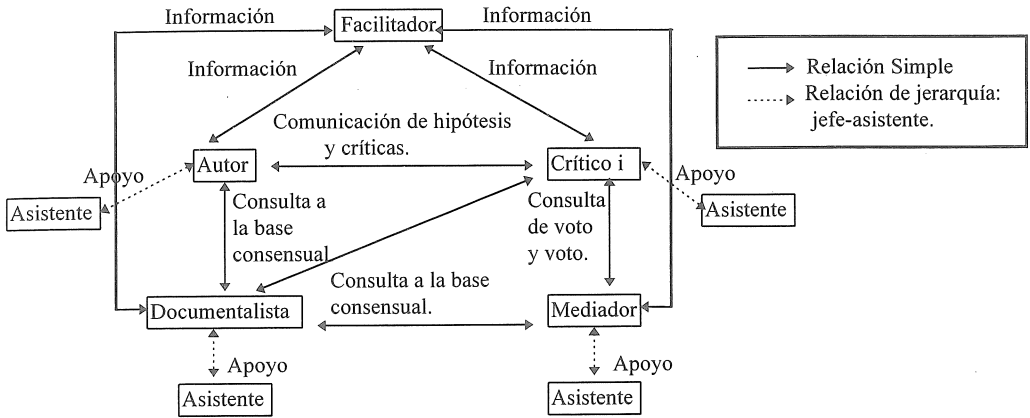 Información
Facilitador
Información
Información
Información
Relación Simple
Relación de jerarquía:
jefe-asistente.
Comunicación de hipótesis
y críticas.
Autor
Crítico i
Apoyo
Apoyo
Asistente
Asistente
Consulta a
la base
consensual
Consulta
de voto
y voto.
Consulta a la base
consensual.
Documentalista
Mediador
Apoyo
Apoyo
Asistente
Asistente